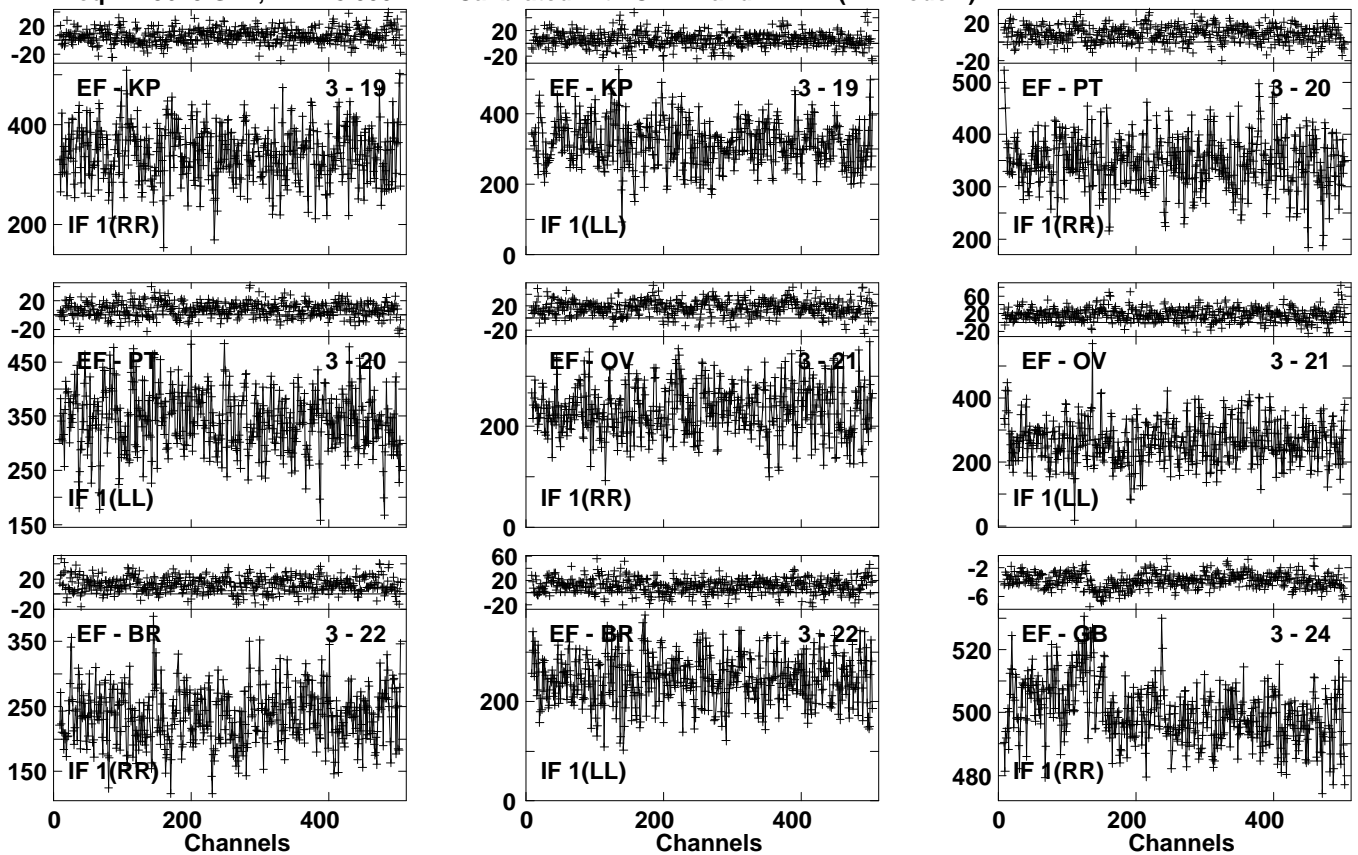 20
-20
EF - KP
3 - 19
400
200
IF 1(RR)
20
-20
EF - KP
3 - 19
400
200
0
IF 1(LL)
20
-20
500
EF - PT
3 - 20
400
300
200
IF 1(RR)
20
-20
450
EF - PT
3 - 20
350
250
150
IF 1(LL)
20
-20
EF - OV
3 - 21
200
0
IF 1(RR)
60
20
-20
EF - OV
3 - 21
400
200
0
IF 1(LL)
20
-20
350
EF - BR
3 - 22
250
150
IF 1(RR)
0 200 400
Channels
60
20
-20
EF - BR
3 - 22
200
0
IF 1(LL)
0 200 400
Channels
-2
-6
520
EF - GB
3 - 24
500
480
IF 1(RR)
0 200 400
Channels